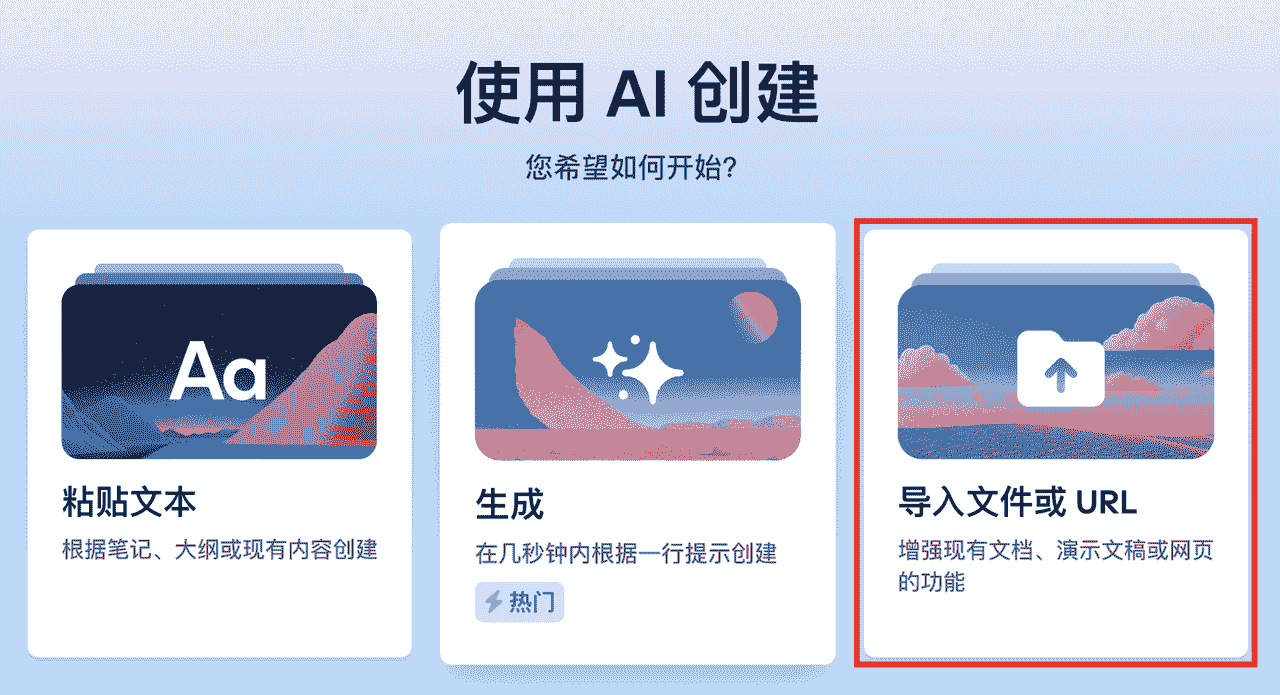 使用 AI 创建
您希望如何开始?
Aa
粘贴文本
根据笔记、大纲或现有内容创建
生成
在几秒钟内根据一行提示创建
热门
导入文件或 URL
增强现有文档、演示文稿或网页
的功能